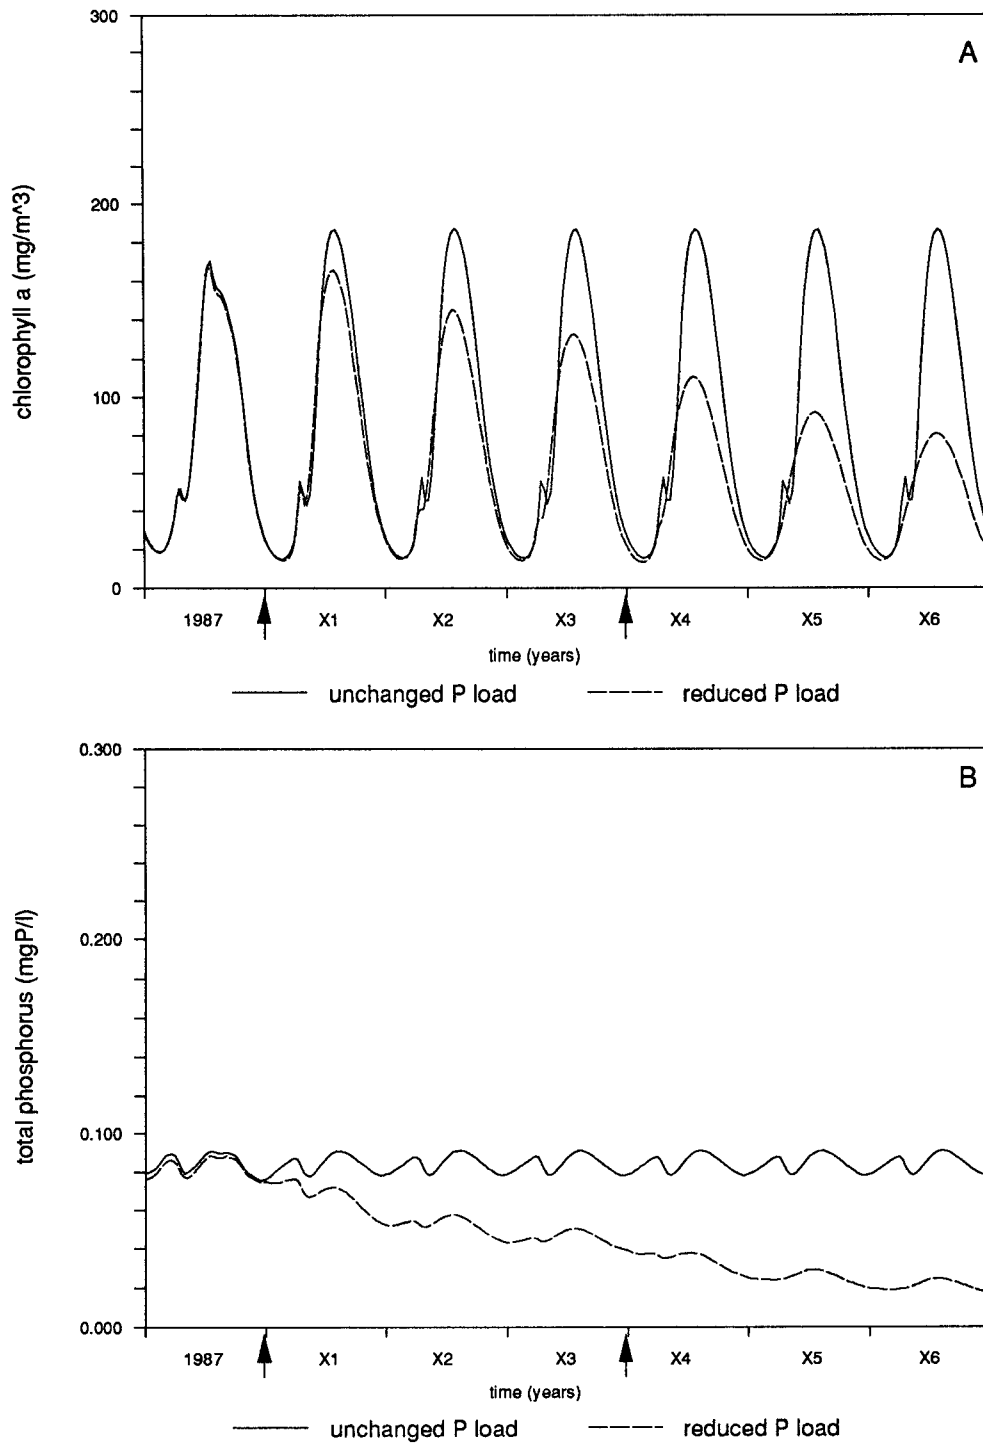 A
300
200
100
0
chlorophyll a (mg/m^3)
1987 X1 X2 X3 X4 X5 X6
time (years)
unchanged P load reduced P load
B
0.300
0.200
0.100
0.000
total phosphorus (mgP/l)
1987 X1 X2 X3 X4 X5 X6
time (years)
unchanged P load reduced P load